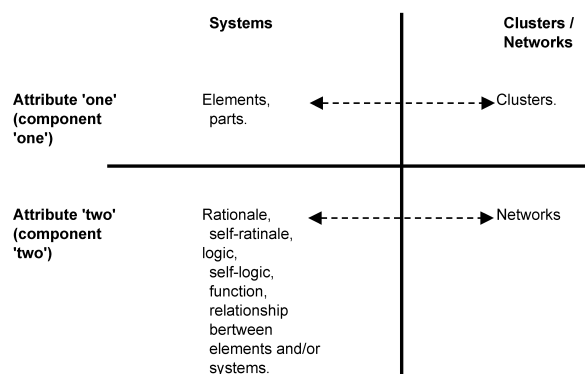 Systems
Clusters /
Networks
Attribute 'one'
(component
'one')
Elements,
parts.
Clusters.
Attribute 'two'
(component
'two')
Rationale,
self-ratinale,
logic,
self-logic,
function,
relationship
bertween
elements and/or
systems.
Networks